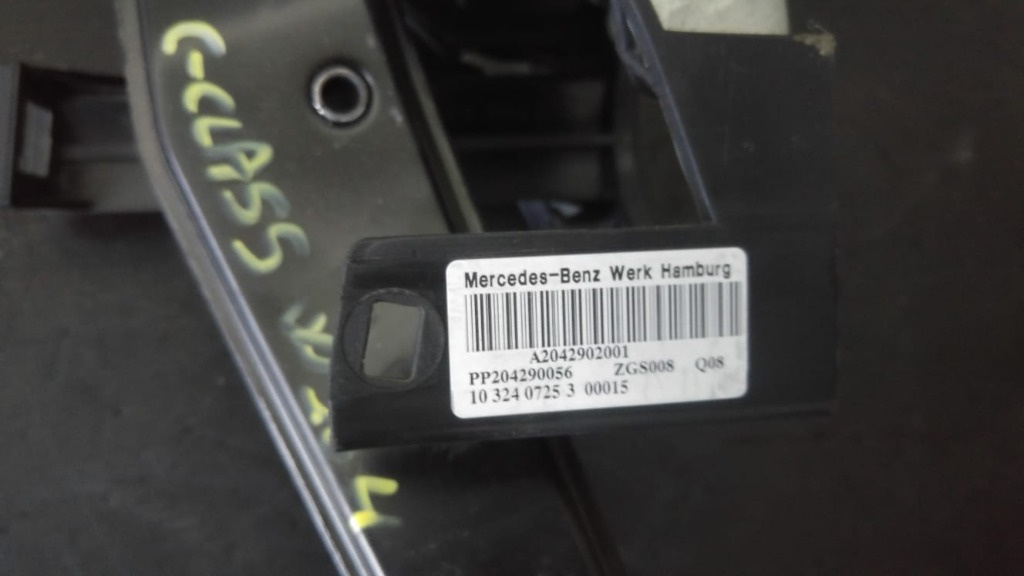 C-CLASS
Mercedes-Benz Werk Hamburg
A2042902001
PP204290056 ZGS008 Q08
10 324 0725 3 00015